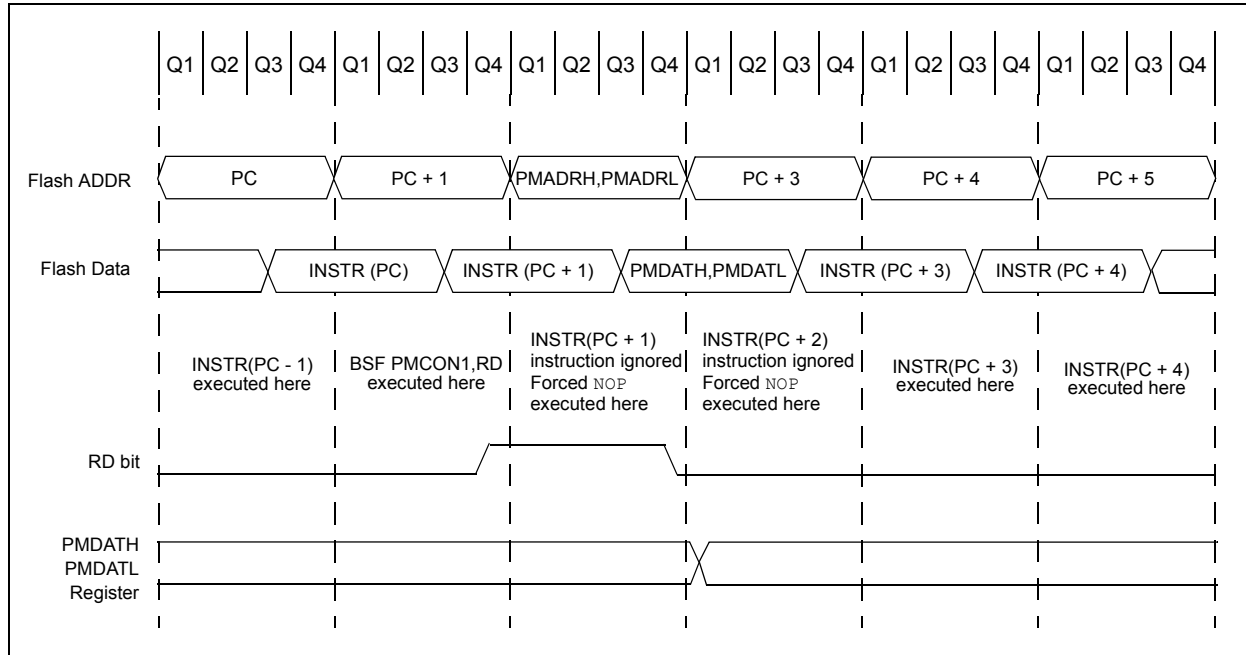 Q1 Q2 Q3 Q4 Q1 Q2 Q3 Q4 Q1 Q2 Q3 Q4 Q1 Q2 Q3 Q4 Q1 Q2 Q3 Q4 Q1 Q2 Q3 Q4
Flash ADDR PC PC + 1 PMADRH,PMADRL PC + 3 PC + 4 PC + 5
Flash Data INSTR (PC) INSTR (PC + 1) PMDATH,PMDATL INSTR (PC + 3) INSTR (PC + 4)
INSTR(PC - 1)
executed here
BSF PMCON1,RD
executed here
INSTR(PC + 1)
instruction ignored
Forced NOP
executed here
INSTR(PC + 2)
instruction ignored
Forced NOP
executed here
INSTR(PC + 3)
executed here
INSTR(PC + 4)
executed here
RD bit
PMDATH
PMDATL
Register